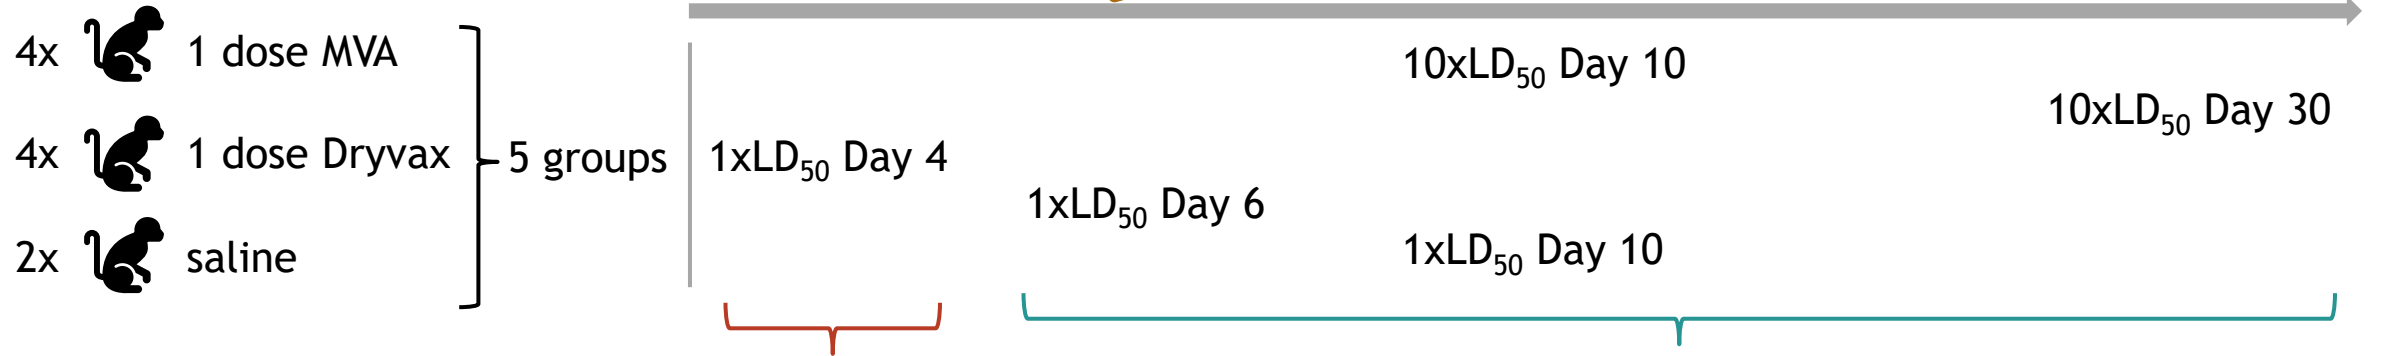 4x 1 dose MVA
4x 1 dose Dryvax
2x saline
5 groups
1xLD50 Day 4
1xLD50 Day 6
10xLD50 Day 10
1xLD50 Day 10
10xLD50 Day 30